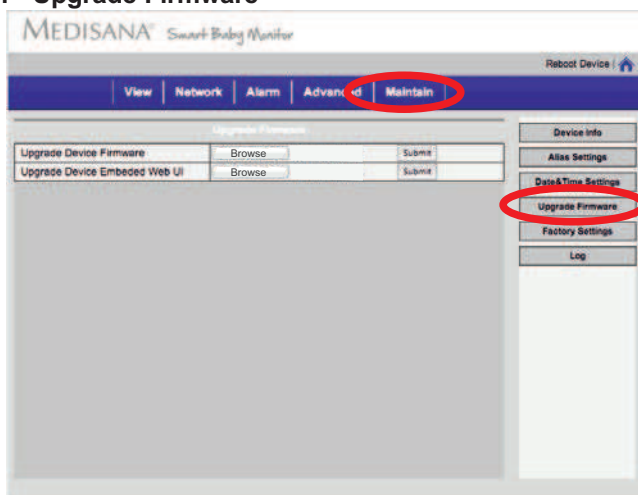 Upgrade Firmware
MEDISANA® Smart Baby Monitor
Reboot Device |
View | Network | Alarm | Advanced | Maintain |
Upgrade Firmware
Upgrade Device Firmware Browse Submit
Upgrade Device Embeded Web UI Browse Submit
Device Info
Alias Settings
Date&Time Settings
Upgrade Firmware
Factory Settings
Log